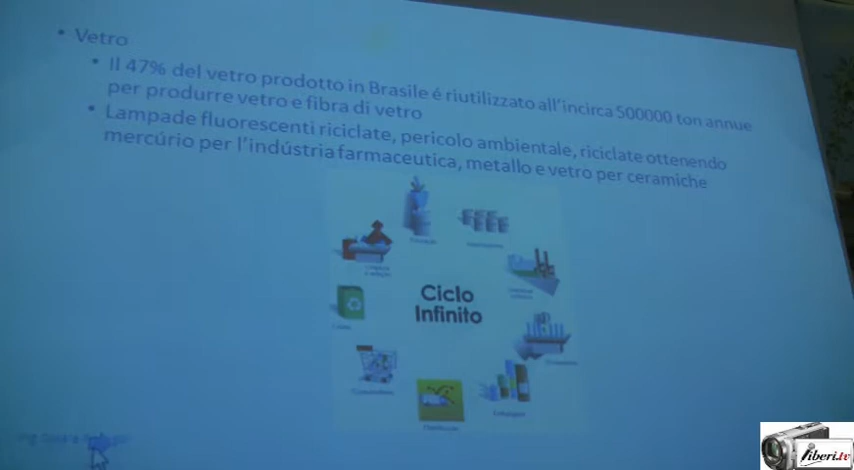 • Vetro
• Il 47% del vetro prodotto in Brasile é riutilizzato all'incirca 500000 ton annue
per produrre vetro e fibra di vetro
• Lampade fluorescenti riciclate, pericolo ambientale, riciclate ottenendo
mercúrio per l'indústria farmaceutica, metallo e vetro per ceramiche
Ciclo
Infinito
liberi.tv